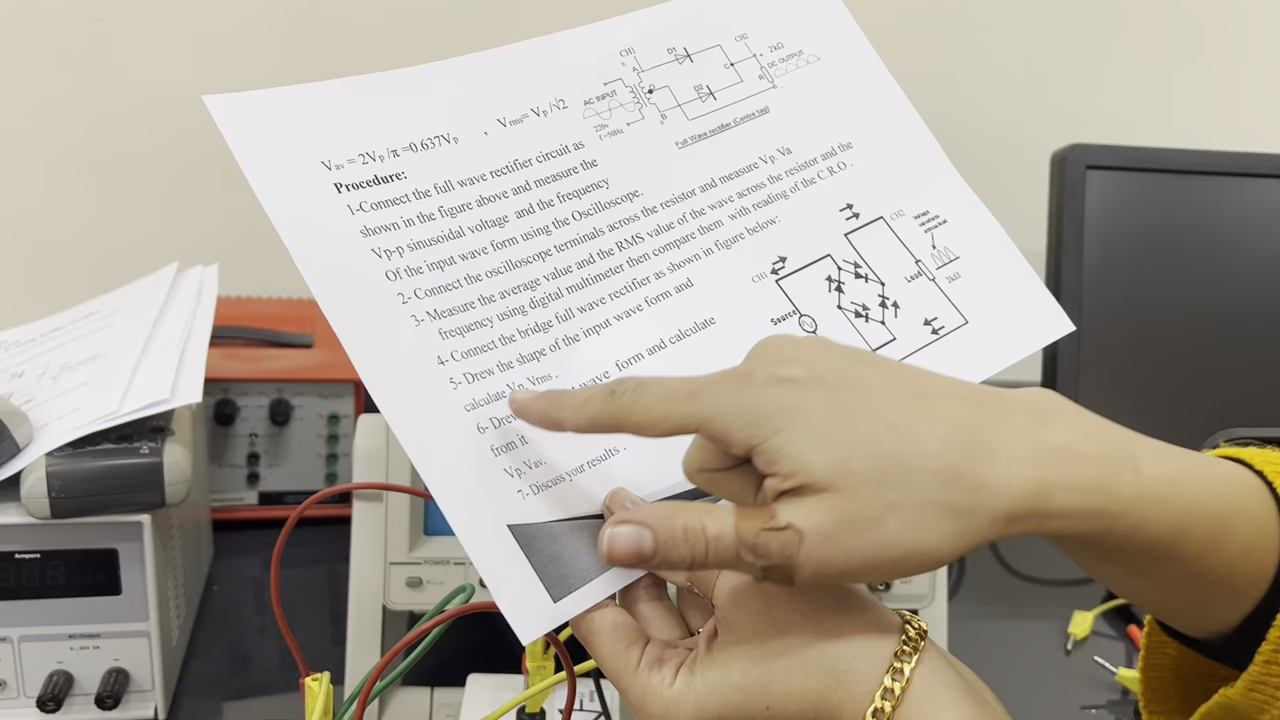 Vav = 2Vp/π = 0.637Vp , Vrms= Vp/√2
Procedure:
1-Connect the full wave rectifier circuit as
shown in the figure above and measure the
Vp-p sinusoidal voltage and the frequency
Of the input wave form using the Oscilloscope.
2- Connect the oscilloscope terminals across the resistor and measure Vp, Va
3- Measure the average value and the RMS value of the wave across the resistor and the
frequency using digital multimeter then compare them with reading of the C.R.O .
4- Connect the bridge full wave rectifier as shown in figure below:
5- Drew the shape of the input wave form and
calculate Vp, Vrms .
6- Drew wave form and calculate
from it
Vp, Vav.
7- Discuss your results .
CH1
D1
CH2
A
C
+ 2kΩ
R
DC OUTPUT
AC INPUT
D2
B
220v
f =50Hz
Full Wave rectifier (Centre tag)
CH2
CH1
Source
Load
2kΩ
POWER
Ampere